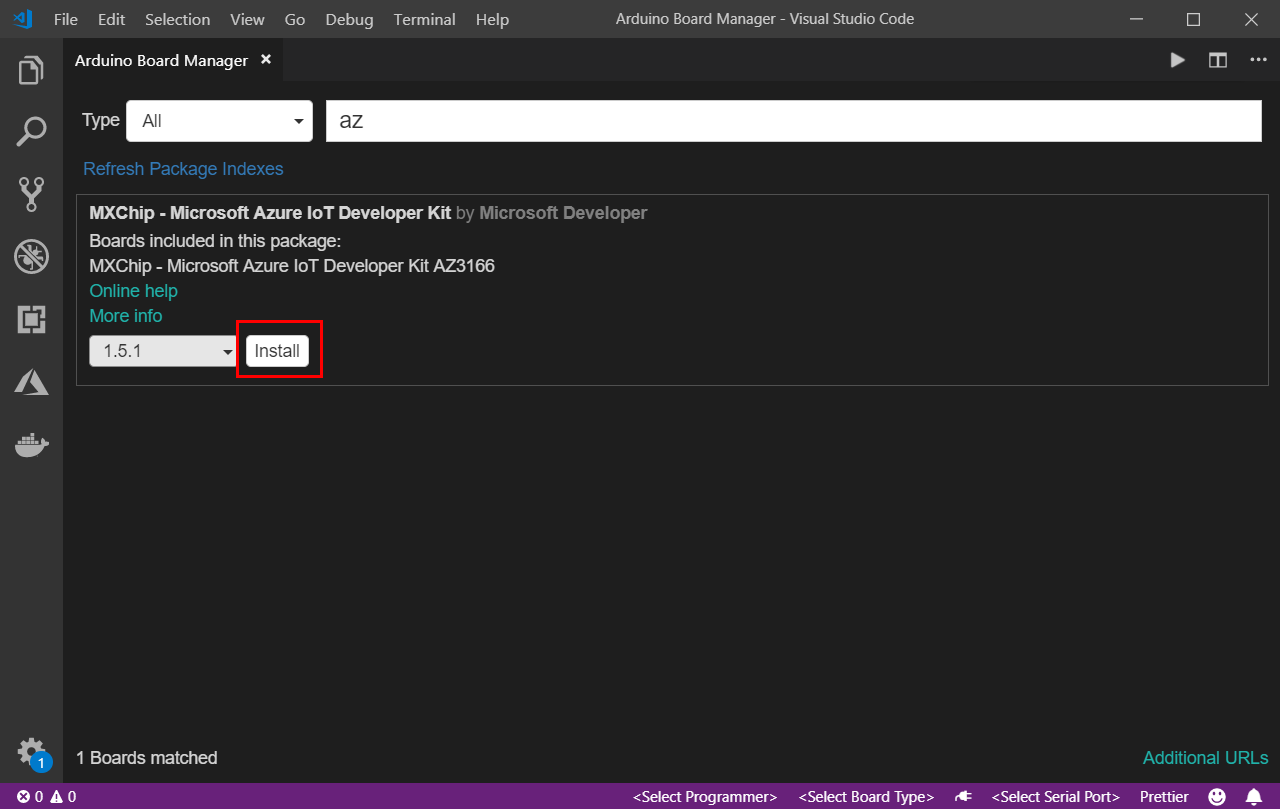 File Edit Selection View Go Debug Terminal Help Arduino Board Manager - Visual Studio Code
Arduino Board Manager
Type All az
Refresh Package Indexes
MXChip - Microsoft Azure IoT Developer Kit by Microsoft Developer
Boards included in this package:
MXChip - Microsoft Azure IoT Developer Kit AZ3166
Online help
More info
1.5.1 Install
1 Boards matched Additional URLs
1
0 0 <Select Programmer> <Select Board Type> <Select Serial Port> Prettier